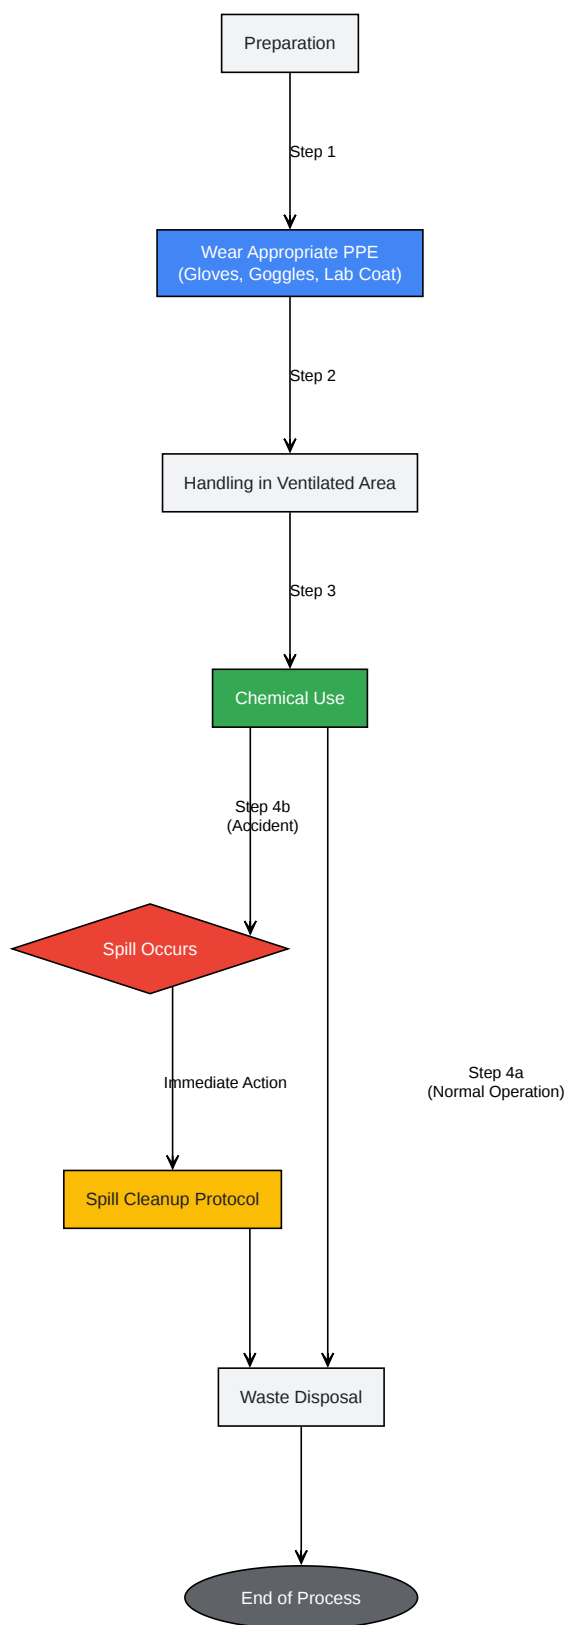 Preparation
Step 1
Wear Appropriate PPE
(Gloves, Goggles, Lab Coat)
Step 2
Handling in Ventilated Area
Step 3
Chemical Use
Step 4b
(Accident)
Spill Occurs
Step 4a
(Normal Operation)
Immediate Action
Spill Cleanup Protocol
Waste Disposal
End of Process